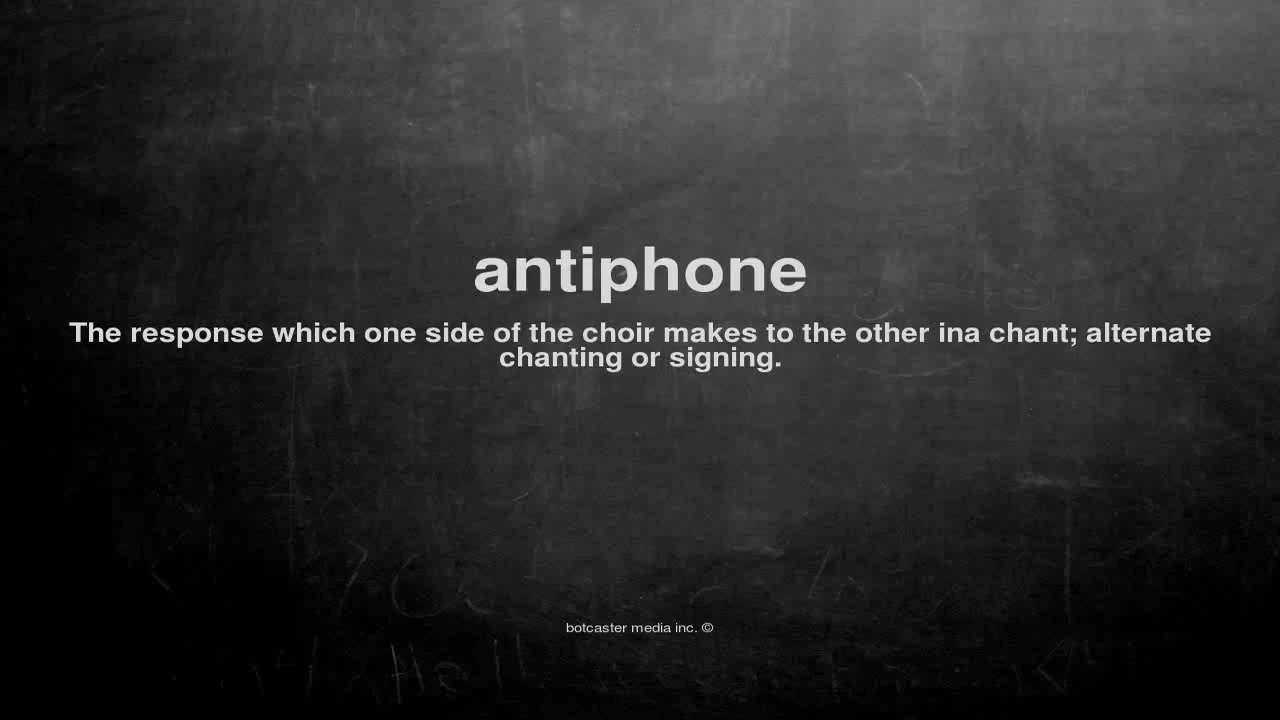 antiphone
The response which one side of the choir makes to the other ina chant; alternate
chanting or signing.
botcaster media inc. ©